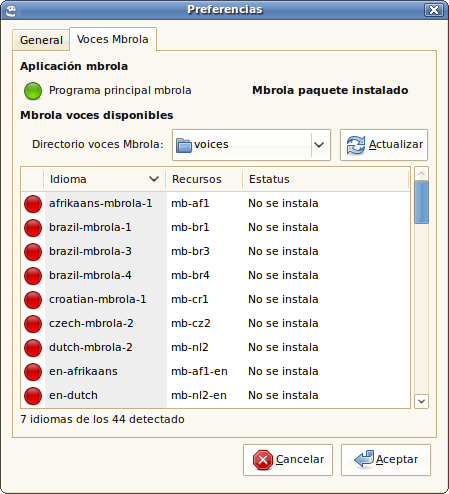 Preferencias
General
Voces Mbrola
Aplicación mbrola
Programa principal mbrola Mbrola paquete instalado
Mbrola voces disponibles
Directorio voces Mbrola: voices Actualizar
Idioma Recursos Estatus
afrikaans-mbrola-1 mb-af1 No se instala
brazil-mbrola-1 mb-br1 No se instala
brazil-mbrola-3 mb-br3 No se instala
brazil-mbrola-4 mb-br4 No se instala
croatian-mbrola-1 mb-cr1 No se instala
czech-mbrola-2 mb-cz2 No se instala
dutch-mbrola-2 mb-nl2 No se instala
en-afrikaans mb-af1-en No se instala
en-dutch mb-nl2-en No se instala
7 idiomas de los 44 detectado
Cancelar Aceptar